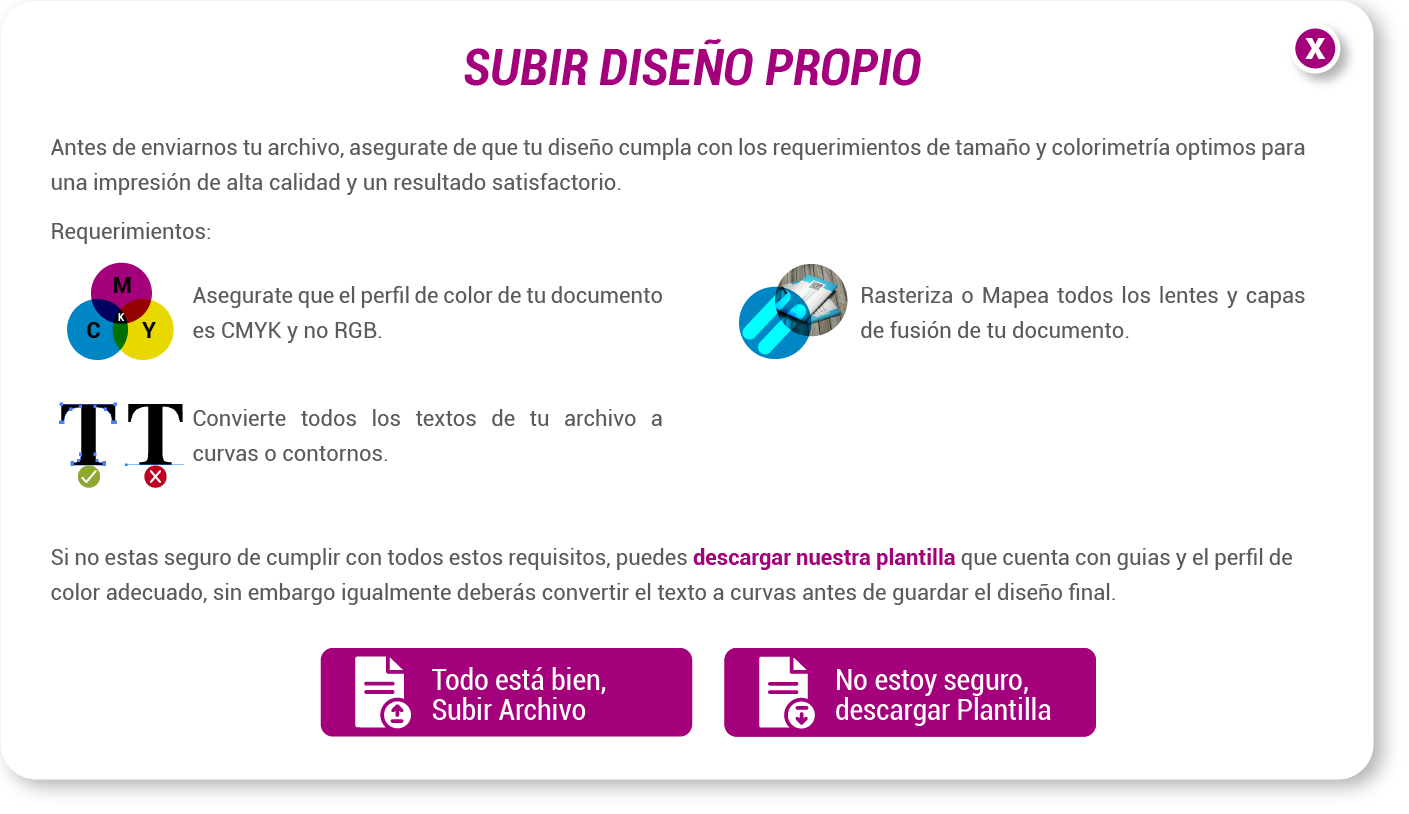 SUBIR DISEÑO PROPIO
X
Antes de enviarnos tu archivo, asegurate de que tu diseño cumpla con los requerimientos de tamaño y colorimetría optimos para
una impresión de alta calidad y un resultado satisfactorio.
Requerimientos:
M
C
K
Y
Asegurate que el perfil de color de tu documento
es CMYK y no RGB.
Rasteriza o Mapea todos los lentes y capas
de fusión de tu documento.
T T
Convierte todos los textos de tu archivo a
curvas o contornos.
Si no estas seguro de cumplir con todos estos requisitos, puedes descargar nuestra plantilla que cuenta con guias y el perfil de
color adecuado, sin embargo igualmente deberás convertir el texto a curvas antes de guardar el diseño final.
Todo está bien,
Subir Archivo
No estoy seguro,
descargar Plantilla